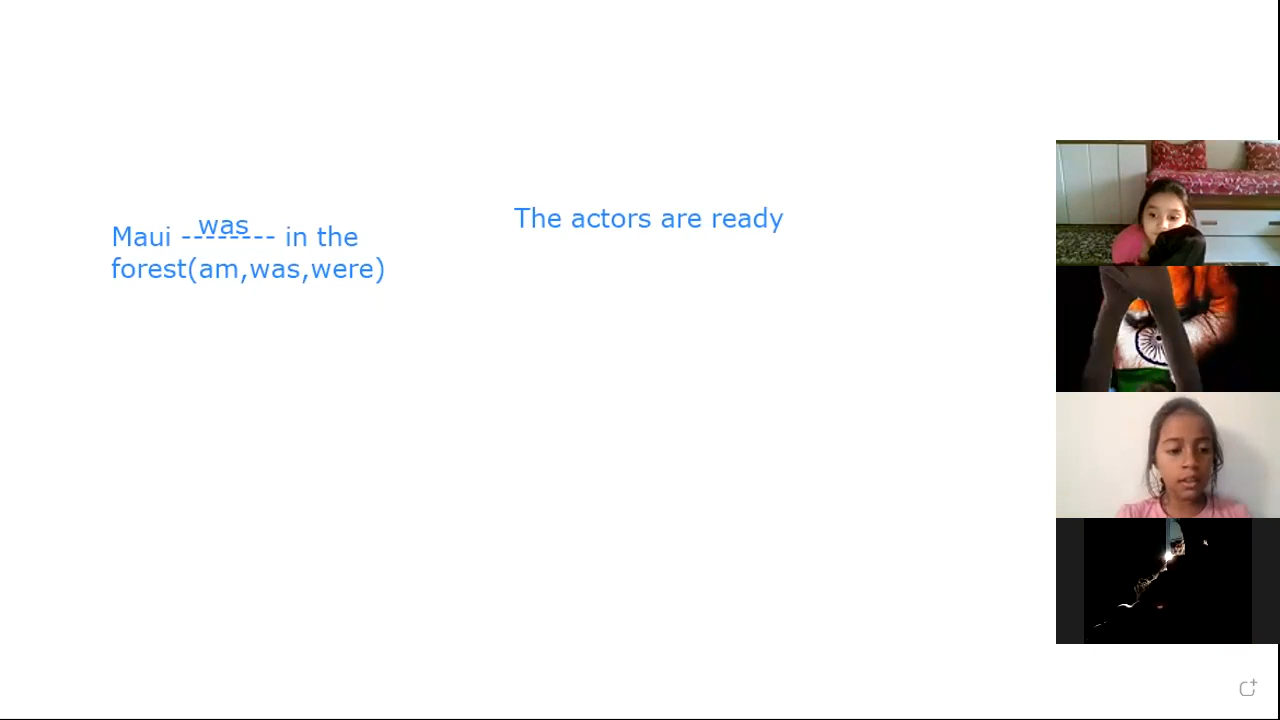 was
Maui -------- in the
forest(am,was,were)
The actors are ready